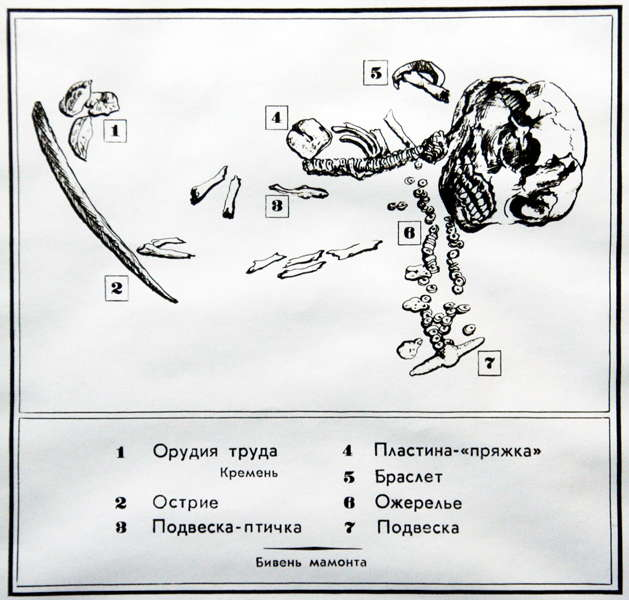 5
1
4
3
6
2
7
1 Орудия труда
Кремень
2 Острие
3 Подвеска-птичка
4 Пластина-«пряжка»
5 Браслет
6 Ожерелье
7 Подвеска
Бивень мамонта